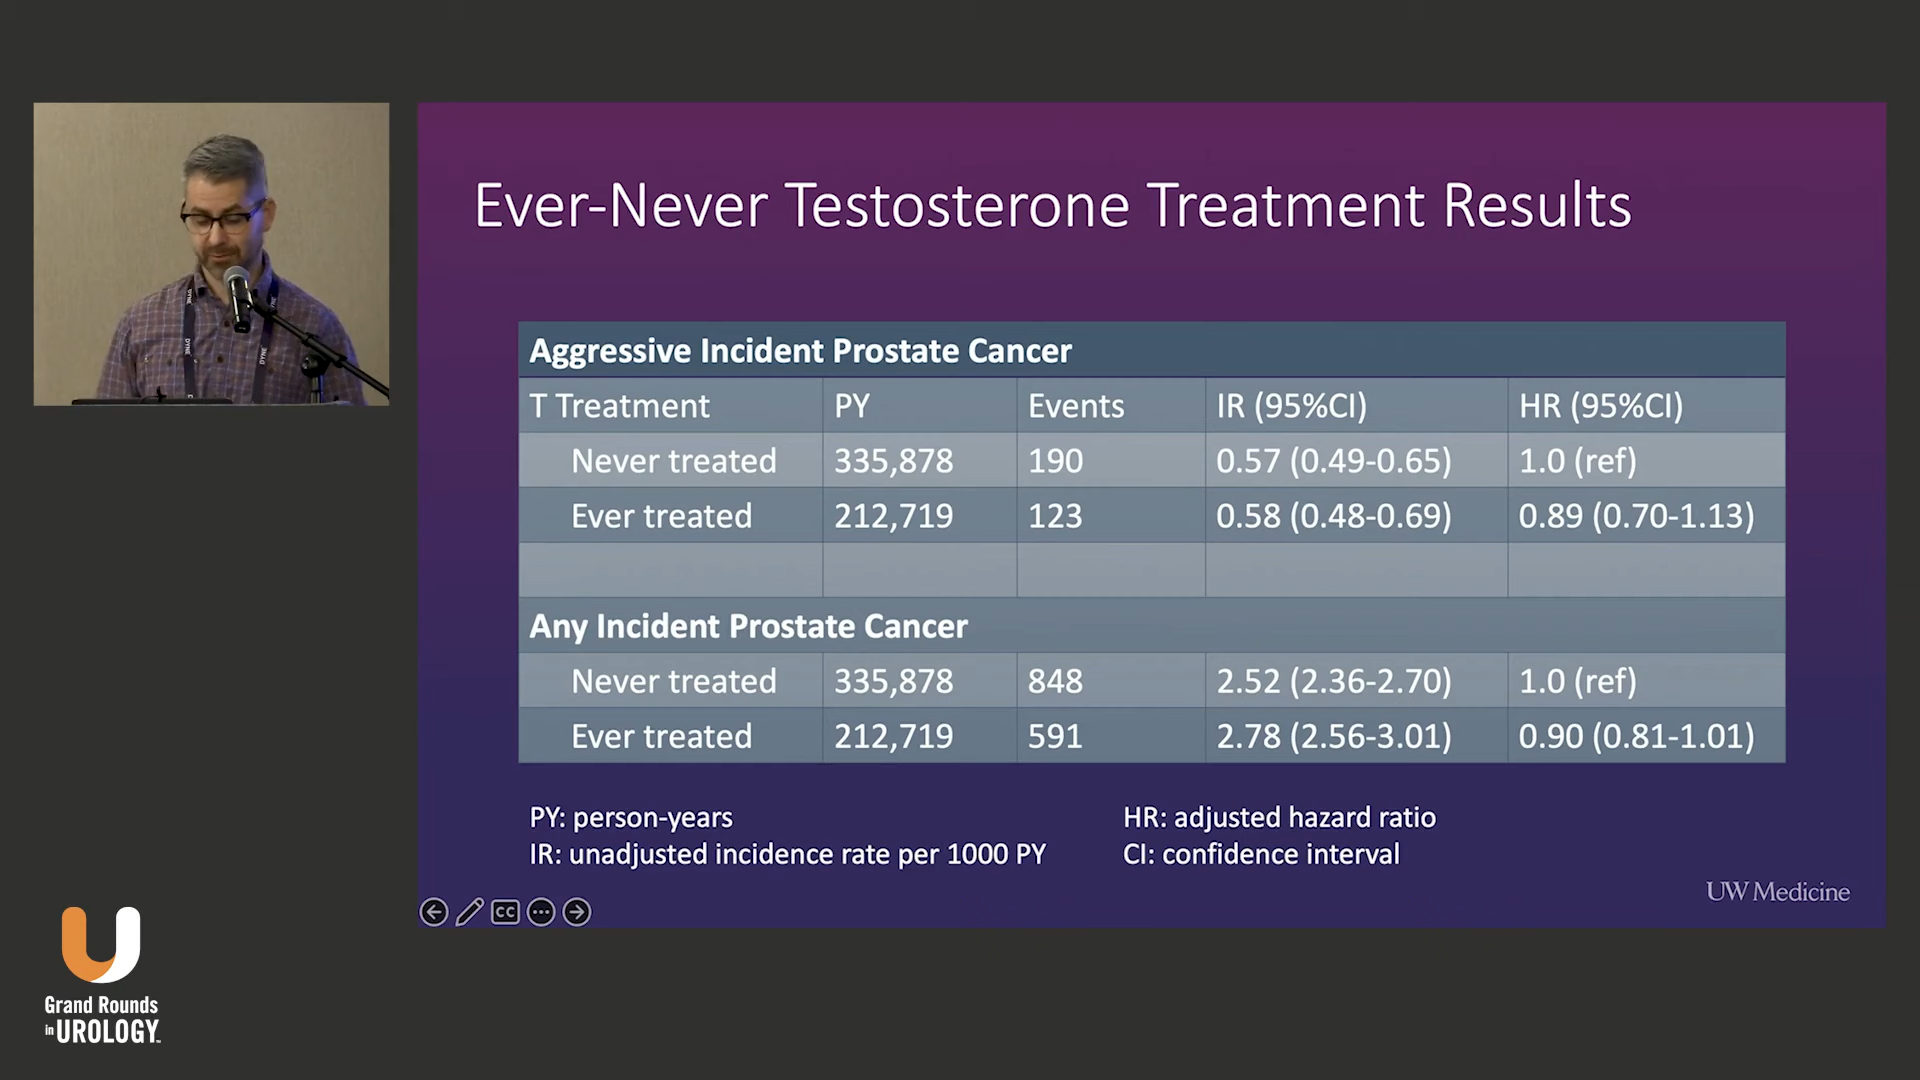 Ever-Never Testosterone Treatment Results
Aggressive Incident Prostate Cancer
T Treatment PY Events IR (95%CI) HR (95%CI)
Never treated 335,878 190 0.57 (0.49-0.65) 1.0 (ref)
Ever treated 212,719 123 0.58 (0.48-0.69) 0.89 (0.70-1.13)
Any Incident Prostate Cancer
Never treated 335,878 848 2.52 (2.36-2.70) 1.0 (ref)
Ever treated 212,719 591 2.78 (2.56-3.01) 0.90 (0.81-1.01)
PY: person-years
IR: unadjusted incidence rate per 1000 PY
HR: adjusted hazard ratio
CI: confidence interval
UW Medicine
CC
DYNE
DYNE
DYNE
U
Grand Rounds
in UROLOGY™